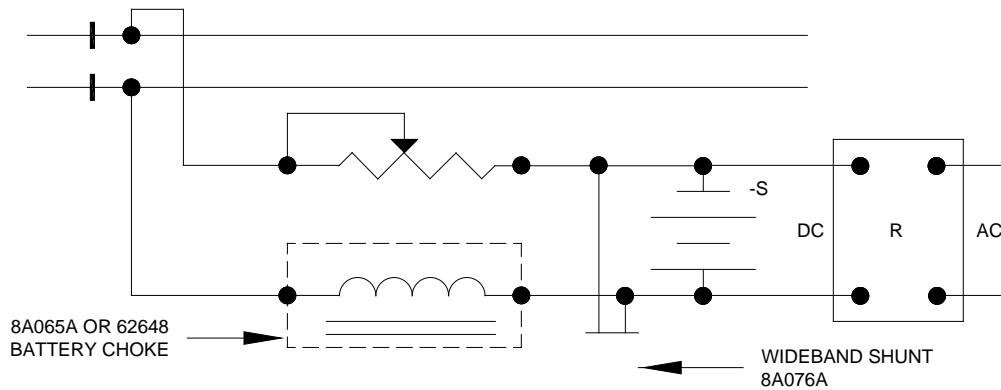 -S
DC
R
AC
8A065A OR 62648
BATTERY CHOKE
WIDEBAND SHUNT
8A076A